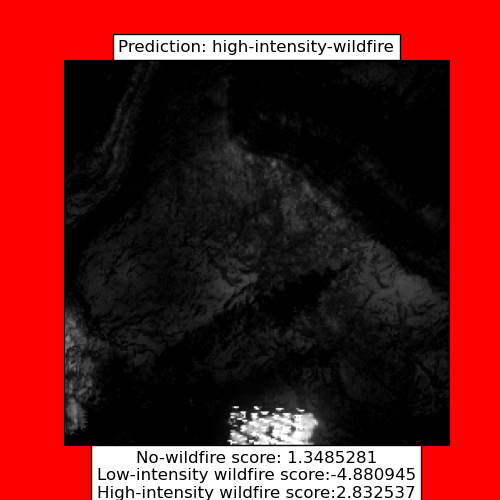 Prediction: high-intensity-wildfire
No-wildfire score: 1.3485281
Low-intensity wildfire score:-4.880945
High-intensity wildfire score:2.832537